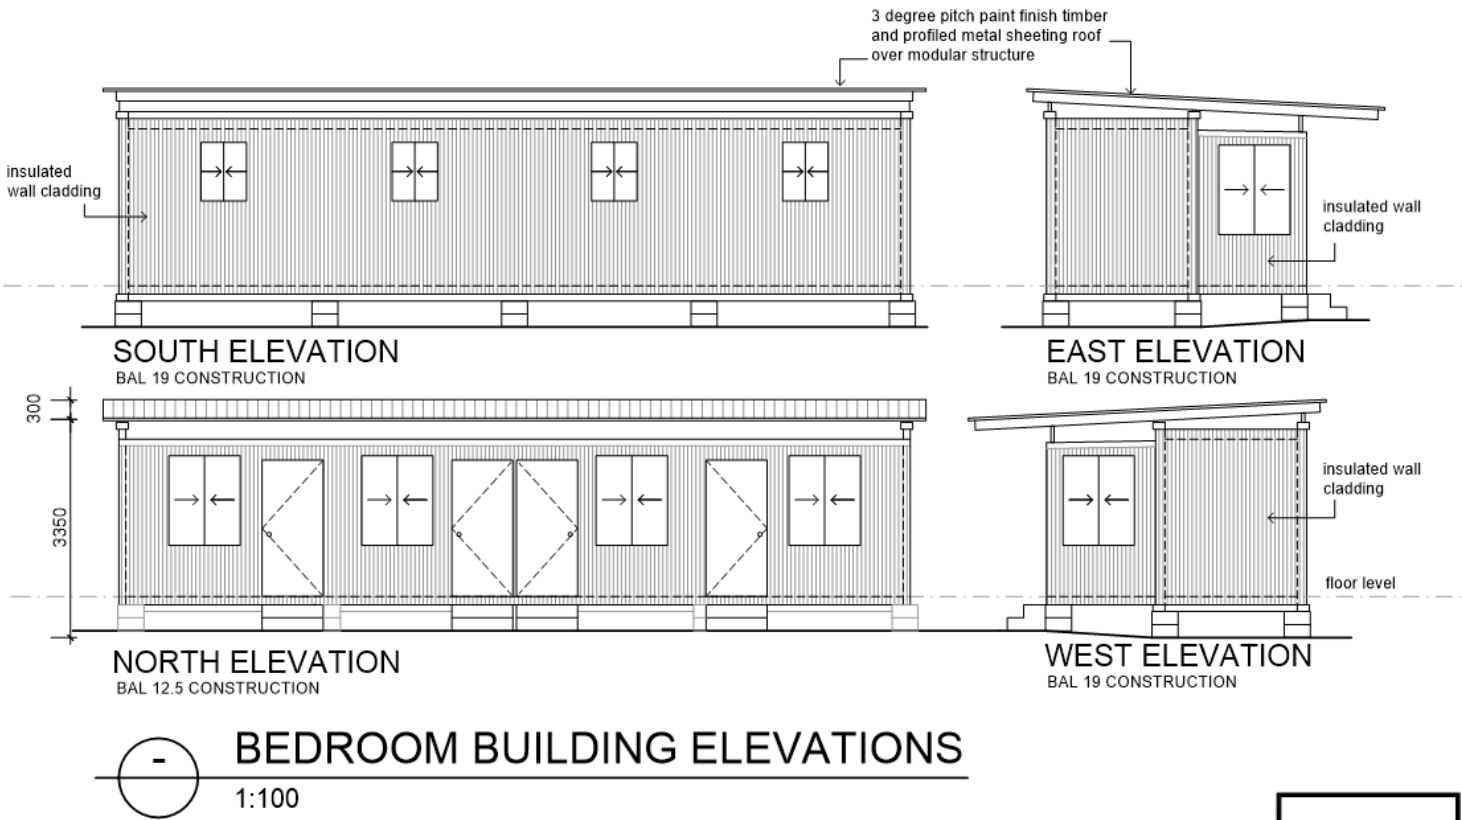 3 degree pitch paint finish timber
and profiled metal sheeting roof
over modular structure
insulated
wall cladding
insulated wall
cladding
SOUTH ELEVATION
BAL 19 CONSTRUCTION
EAST ELEVATION
BAL 19 CONSTRUCTION
300
3350
insulated wall
cladding
floor level
NORTH ELEVATION
BAL 12.5 CONSTRUCTION
WEST ELEVATION
BAL 19 CONSTRUCTION
-
BEDROOM BUILDING ELEVATIONS
1:100